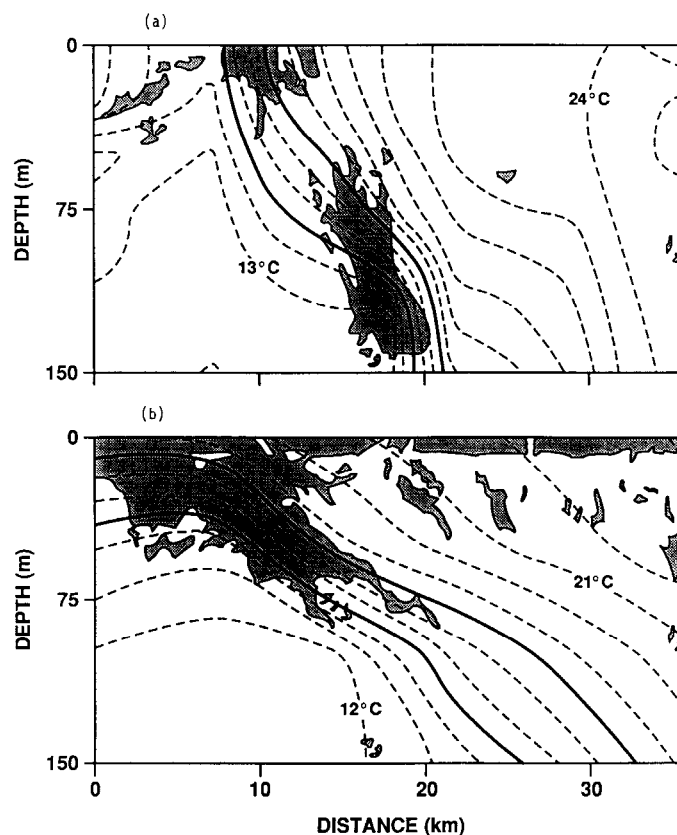 (a)
0
24°C
DEPTH (m)
75
13°C
150
(b)
0
DEPTH (m)
75
21°C
12°C
150
0
10
20
30
DISTANCE (km)